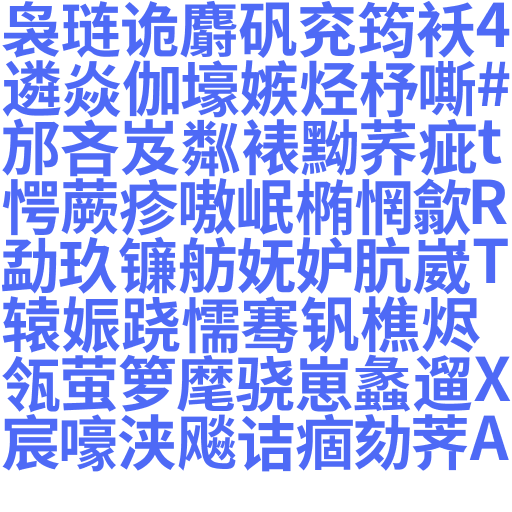 袅琏诡麝矾兖筠袄4
遴焱伽壕嫉烃杼嘶#
邡吝岌粼裱黝荞疵t
愕蕨疹嗷岷椭惘歙R
勐玖镰舫妩妒肮崴T
辕娠跷懦骞钒樵烬
瓴萤箩麾骁崽蠡遛X
宸嚎浃飚诘痼劾荠A